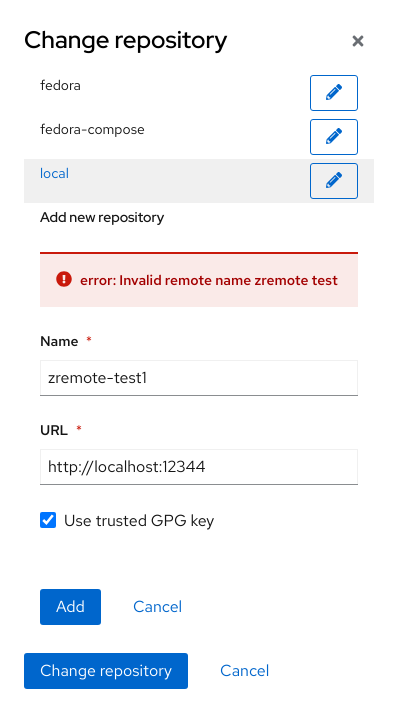 Change repository
fedora
fedora-compose
local
Add new repository
error: Invalid remote name zremote test
Name *
zremote-test1
URL *
http://localhost:12344
Use trusted GPG key
Add Cancel
Change repository Cancel